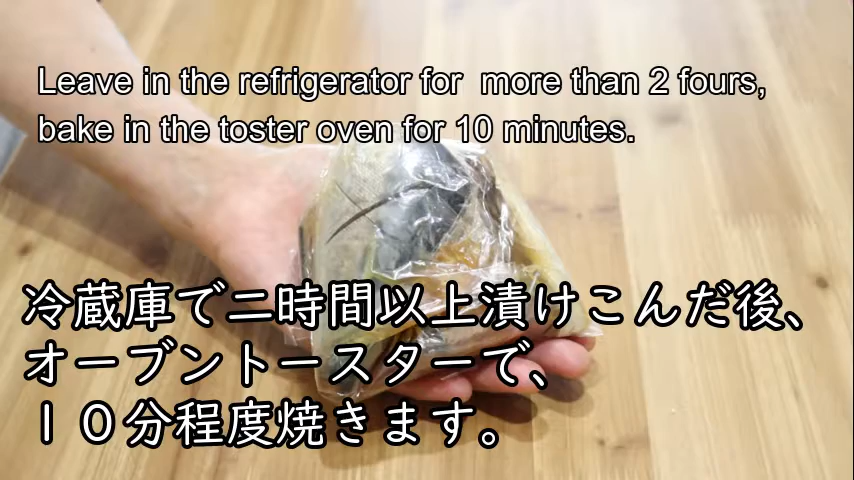 Leave in the refrigerator for  more than 2 fours,
bake in the toster oven for 10 minutes.
冷蔵庫で二時間以上漬けこんだ後、
オーブントースターで、
１０分程度焼きます。